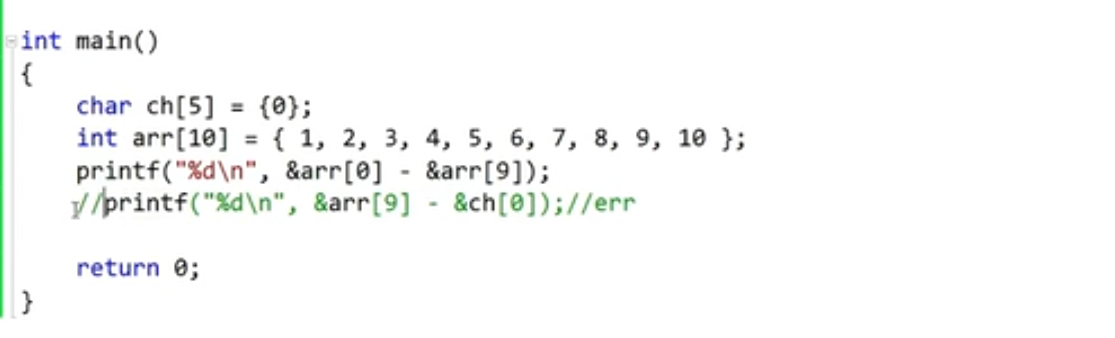 int main()
{
char ch[5] = {0};
int arr[10] = { 1, 2, 3, 4, 5, 6, 7, 8, 9, 10 };
printf("%d\n", &arr[0] - &arr[9]);
//printf("%d\n", &arr[9] - &ch[0]);//err
return 0;
}